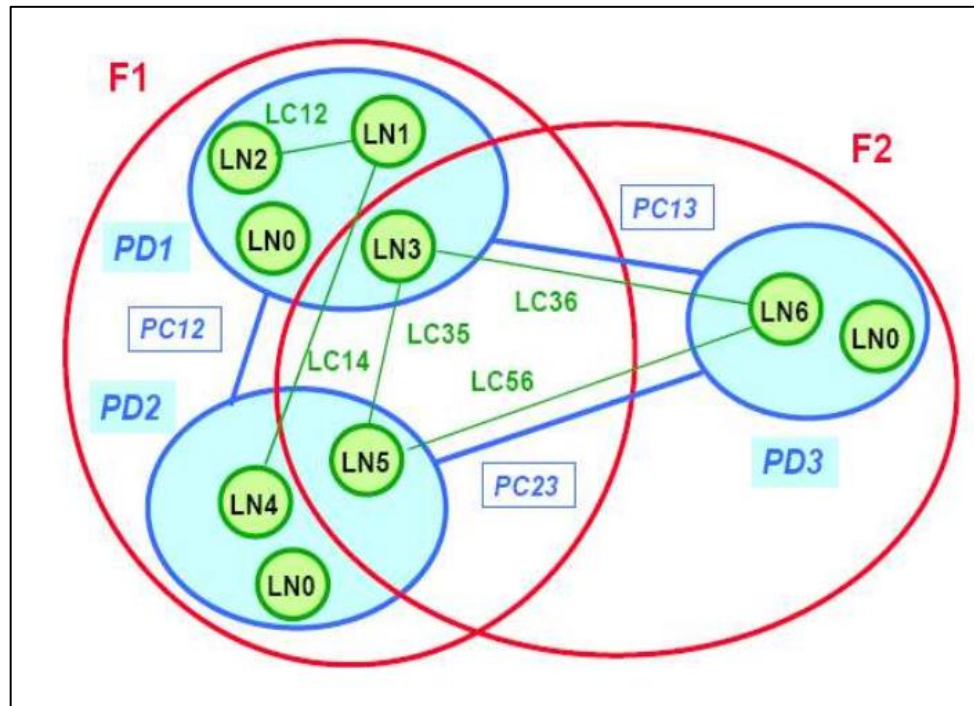 F1
LC12
LN1
LN2
F2
PC13
LN0
LN3
PD1
LN6
LC36
LN0
PC12
LC35
LC14
LC56
PD2
LN5
PD3
PC23
LN4
LN0